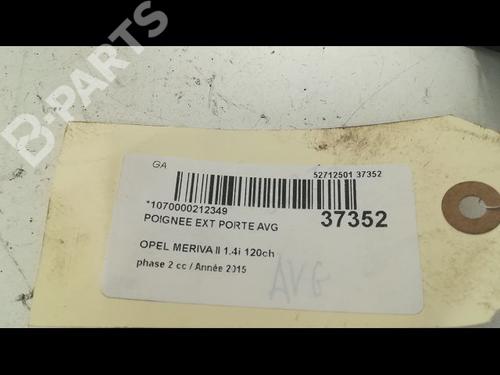 B-PARTS
GA
52712501 37352
*1070000212349
POIGNEE EXT PORTE AVG
37352
OPEL MERIVA II 1.4i 120ch
phase 2 cc / Année 2015
AVG